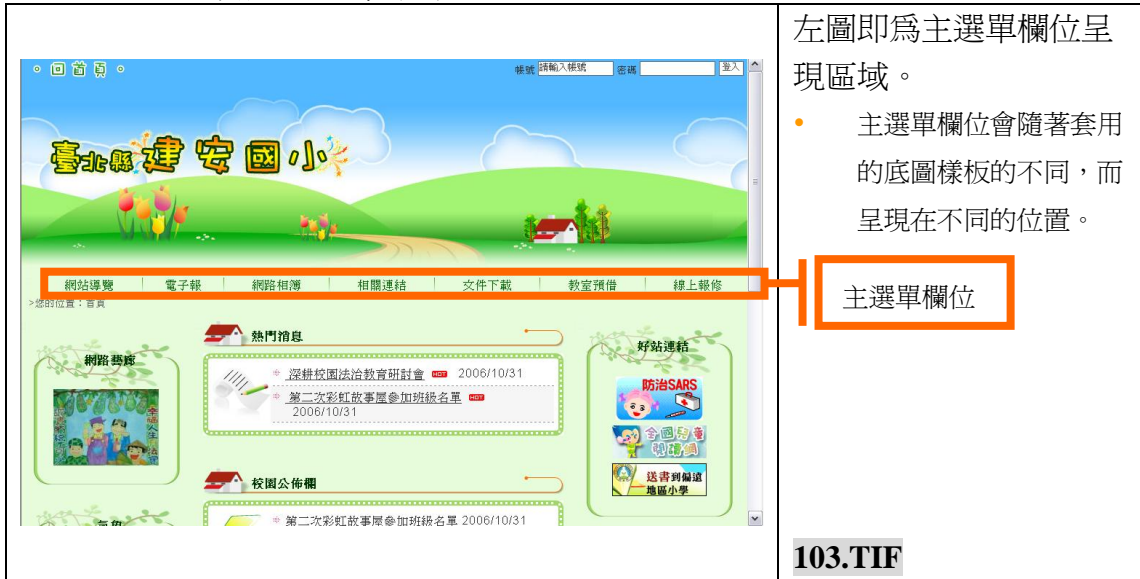 回首頁
帳號 請輸入帳號 密碼 登入
臺北縣建安國小
網站導覽 電子報 網路相簿 相關連結 文件下載 教室預借 線上報修
>您的位置：首頁
網路藝廊
熱門消息
深耕校園法治教育研討會 HOT 2006/10/31
第二次彩虹故事屋參加班級名單 HOT
2006/10/31
校園公佈欄
第二次彩虹故事屋參加班級名單 2006/10/31
好站連結
防治SARS
全國兒童
閱讀網
送書到偏遠
地區小學
左圖即為主選單欄位呈
現區域。
• 主選單欄位會隨著套用
的底圖樣板的不同，而
呈現在不同的位置。
主選單欄位
103.TIF